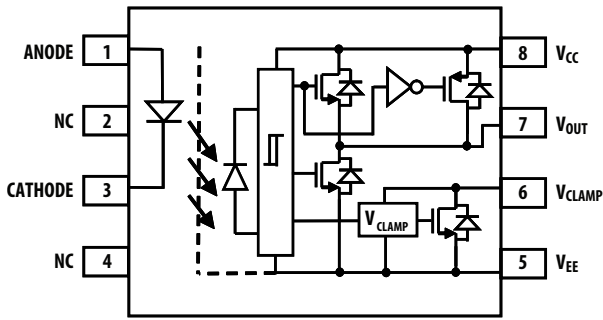 ANODE 1
NC 2
CATHODE 3
NC 4
8 VCC
7 VOUT
6 VCLAMP
5 VEE
VCLAMP